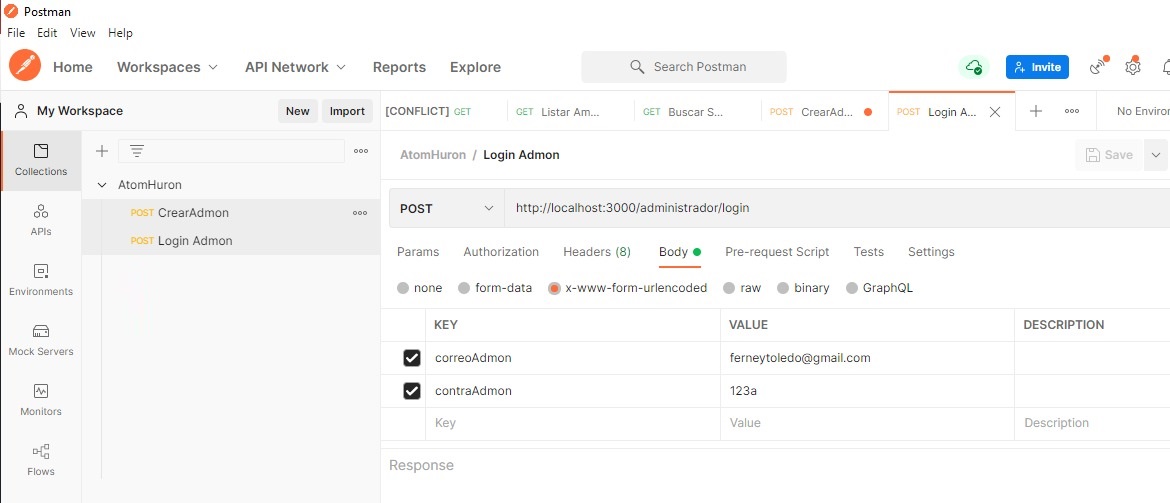 Postman
File Edit View Help
Home Workspaces API Network Reports Explore Search Postman Invite
My Workspace New Import [CONFLICT] GET GET Listar Am... GET Buscar S... POST CrearAd... POST Login A... No Environ
Collections
AtomHuron / Login Admon Save
AtomHuron
POST CrearAdmon
POST http://localhost:3000/administrador/login
APIs
POST Login Admon
Params Authorization Headers (8) Body Pre-request Script Tests Settings
Environments
none form-data x-www-form-urlencoded raw binary GraphQL
KEY VALUE DESCRIPTION
Mock Servers
correoAdmon ferneytoledo@gmail.com
contraAdmon 123a
Monitors
Key Value Description
Flows
Response